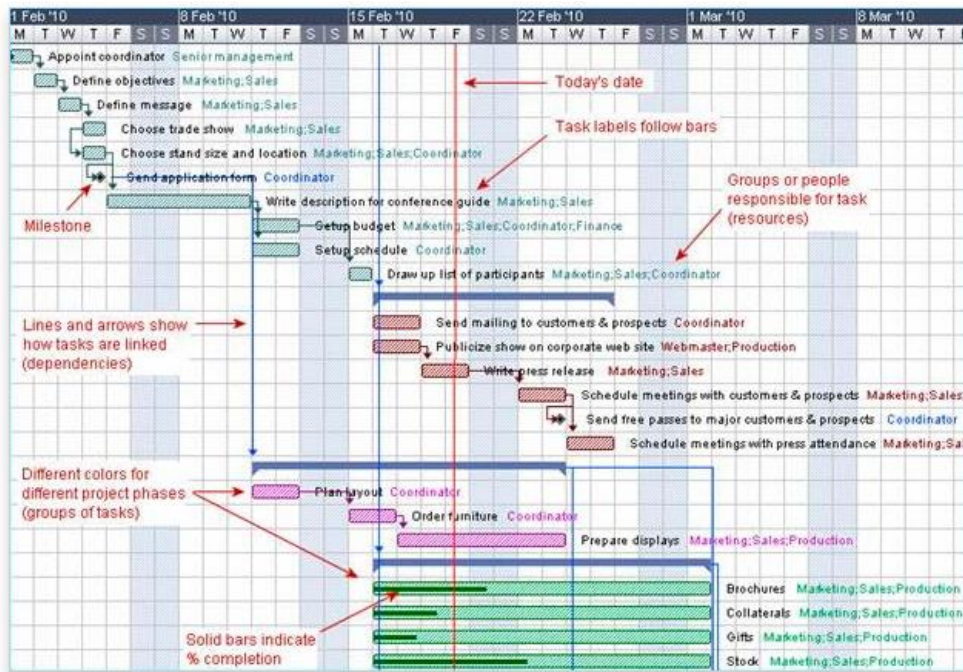 1 Feb '10 8 Feb '10 15 Feb '10 22 Feb '10 1 Mar '10 8 Mar '10
M T W T F S S M T W T F S S M T W T F S S M T W T F S S M T W T F S S M T W T F
Appoint coordinator Senior management
Define objectives Marketing;Sales
Today's date
Define message Marketing;Sales
Choose trade show Marketing;Sales
Task labels follow bars
Choose stand size and location Marketing;Sales;Coordinator
Send application form Coordinator
Groups or people
responsible for task
(resources)
Write description for conference guide Marketing;Sales
Milestone
Setup budget Marketing;Sales;Coordinator;Finance
Setup schedule Coordinator
Draw up list of participants Marketing;Sales;Coordinator
Lines and arrows show
how tasks are linked
(dependencies)
Send mailing to customers & prospects Coordinator
Publicize show on corporate web site Webmaster;Production
Write press release Marketing;Sales
Schedule meetings with customers & prospects Marketing;Sales
Send free passes to major customers & prospects Coordinator
Schedule meetings with press attendance Marketing;Sa
Different colors for
different project phases
(groups of tasks)
Plan layout Coordinator
Order furniture Coordinator
Prepare displays Marketing;Sales;Production
Brochures Marketing;Sales;Production
Collaterals Marketing;Sales;Production
Solid bars indicate
% completion
Gifts Marketing;Sales;Production
Stock Marketing;Sales;Production